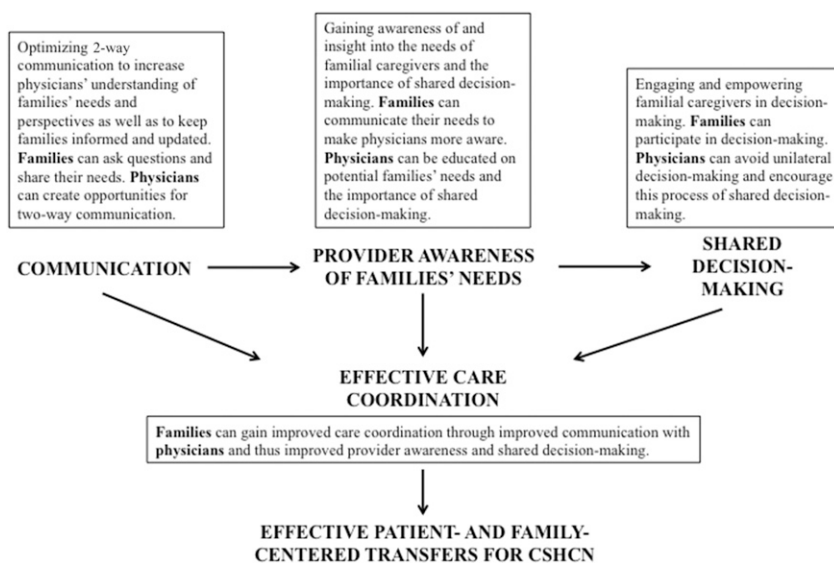 Optimizing 2-way
communication to increase
physicians' understanding of
families' needs and
perspectives as well as to keep
families informed and updated.
Families can ask questions and
share their needs. Physicians
can create opportunities for
two-way communication.
Gaining awareness of and
insight into the needs of
familial caregivers and the
importance of shared decision-
making. Families can
communicate their needs to
make physicians more aware.
Physicians can be educated on
potential families' needs and
the importance of shared
decision-making.
Engaging and empowering
familial caregivers in decision-
making. Families can
participate in decision-making.
Physicians can avoid unilateral
decision-making and encourage
this process of shared decision-
making.
COMMUNICATION
PROVIDER AWARENESS
OF FAMILIES' NEEDS
SHARED
DECISION-
MAKING
EFFECTIVE CARE
COORDINATION
Families can gain improved care coordination through improved communication with
physicians and thus improved provider awareness and shared decision-making.
EFFECTIVE PATIENT- AND FAMILY-
CENTERED TRANSFERS FOR CSHCN